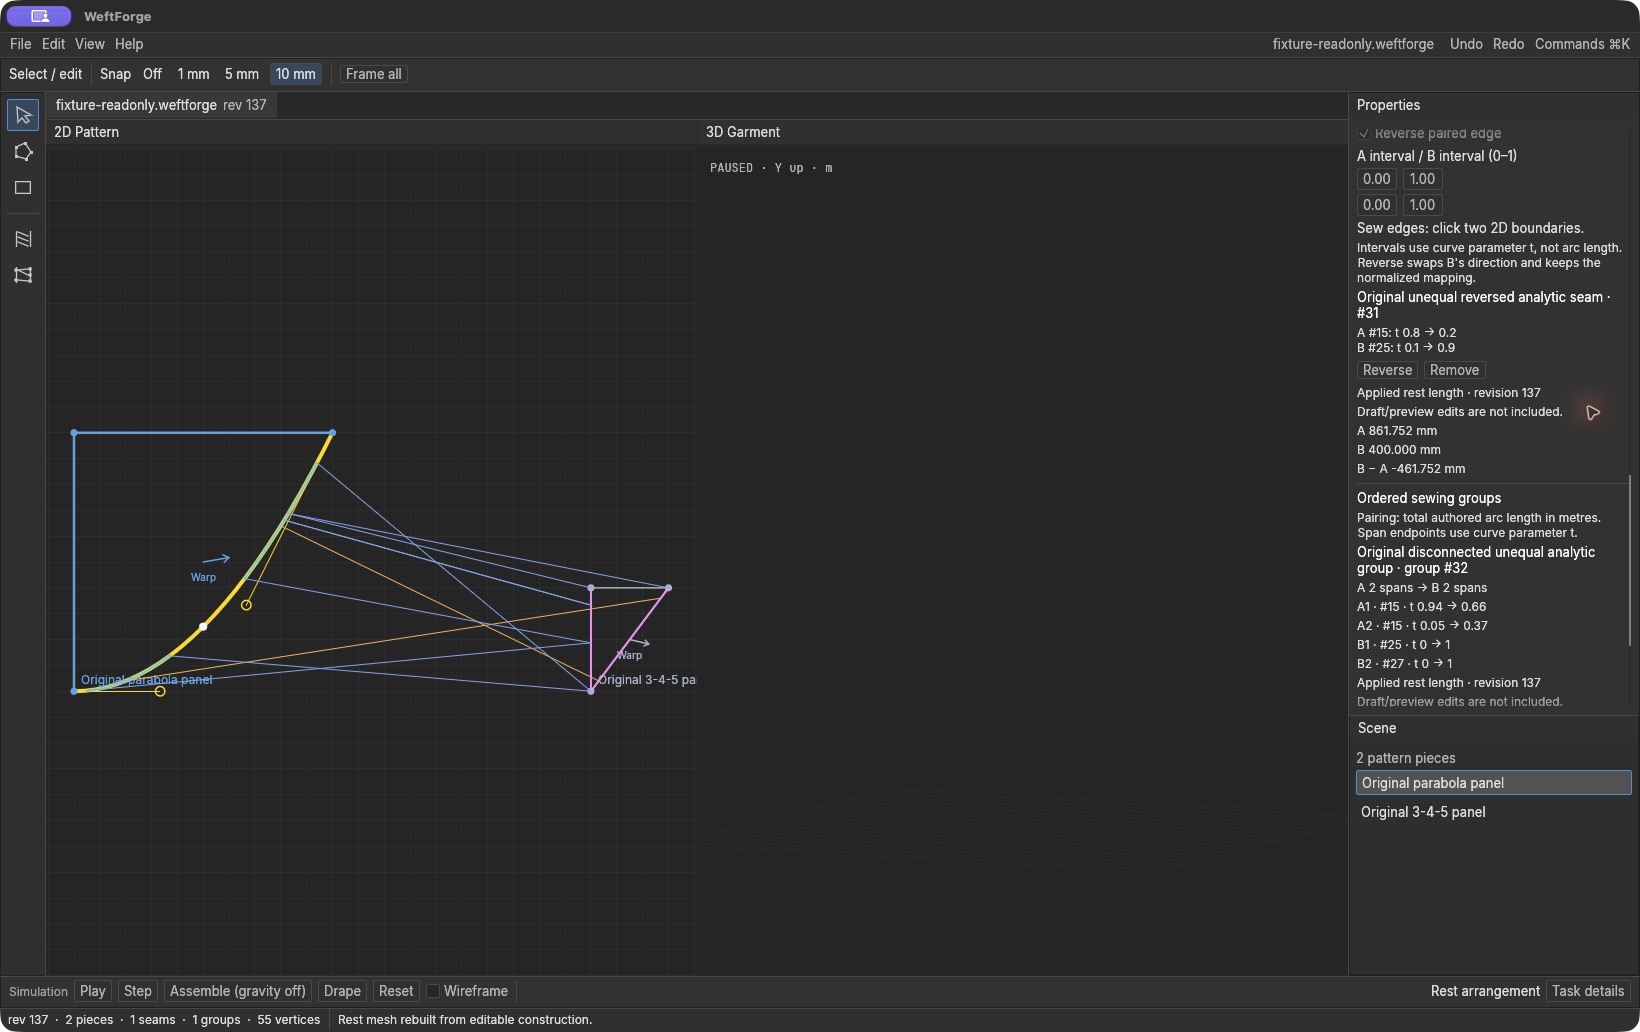 WeftForge
File Edit View Help
fixture-readonly.weftforge Undo Redo Commands ⌘K
Select / edit Snap Off 1 mm 5 mm 10 mm Frame all
fixture-readonly.weftforge rev 137
2D Pattern
Warp
Original parabola panel
Warp
Original 3-4-5 pa
3D Garment
PAUSED · Y up · m
Properties
Reverse paired edge
A interval / B interval (0–1)
0.00 1.00
0.00 1.00
Sew edges: click two 2D boundaries.
Intervals use curve parameter t, not arc length.
Reverse swaps B's direction and keeps the
normalized mapping.
Original unequal reversed analytic seam ·
#31
A #15: t 0.8 → 0.2
B #25: t 0.1 → 0.9
Reverse Remove
Applied rest length · revision 137
Draft/preview edits are not included.
A 861.752 mm
B 400.000 mm
B − A -461.752 mm
Ordered sewing groups
Pairing: total authored arc length in metres.
Span endpoints use curve parameter t.
Original disconnected unequal analytic
group · group #32
A 2 spans → B 2 spans
A1 · #15 · t 0.94 → 0.66
A2 · #15 · t 0.05 → 0.37
B1 · #25 · t 0 → 1
B2 · #27 · t 0 → 1
Applied rest length · revision 137
Draft/preview edits are not included.
Scene
2 pattern pieces
Original parabola panel
Original 3-4-5 panel
Simulation Play Step Assemble (gravity off) Drape Reset Wireframe
Rest arrangement Task details
rev 137 · 2 pieces · 1 seams · 1 groups · 55 vertices Rest mesh rebuilt from editable construction.